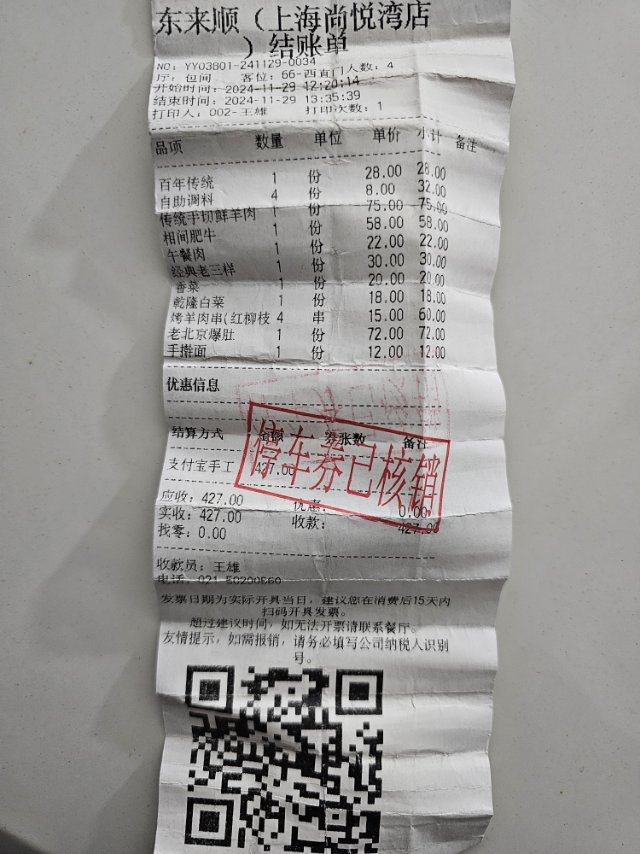 东来顺（上海尚悦湾店
）结账单
NO: YY03801-241129-0034
厅: 包间 客位: 66-西直门 人数: 4
开始时间: 2024-11-29 12:20:14
结束时间: 2024-11-29 13:35:39
打印人: 002-王雄 打印次数: 1
品项 数量 单位 单价 小计 备注
百年传统 1 份 28.00 28.00
自助调料 4 份 8.00 32.00
传统手切鲜羊肉 1 份 75.00 75.00
相间肥牛 1 份 58.00 58.00
午餐肉 1 份 22.00 22.00
经典老三样 1 份 30.00 30.00
香菜 1 份 20.00 20.00
乾隆白菜 1 份 18.00 18.00
烤羊肉串(红柳枝 4 串 15.00 60.00
老北京爆肚 1 份 72.00 72.00
手擀面 1 份 12.00 12.00
优惠信息
结算方式 金额 券张数 备注
支付宝手工 427.00
停车券已核销
应收: 427.00 优惠: 0.00
实收: 427.00 收款: 427.00
找零: 0.00
收款员: 王雄
电话: 021-
发票日期为实际开具当日，建议您在消费后15天内
扫码开具发票。
超过建议时间，如无法开票请联系餐厅。
友情提示，如需报销，请务必填写公司纳税人识别
号。